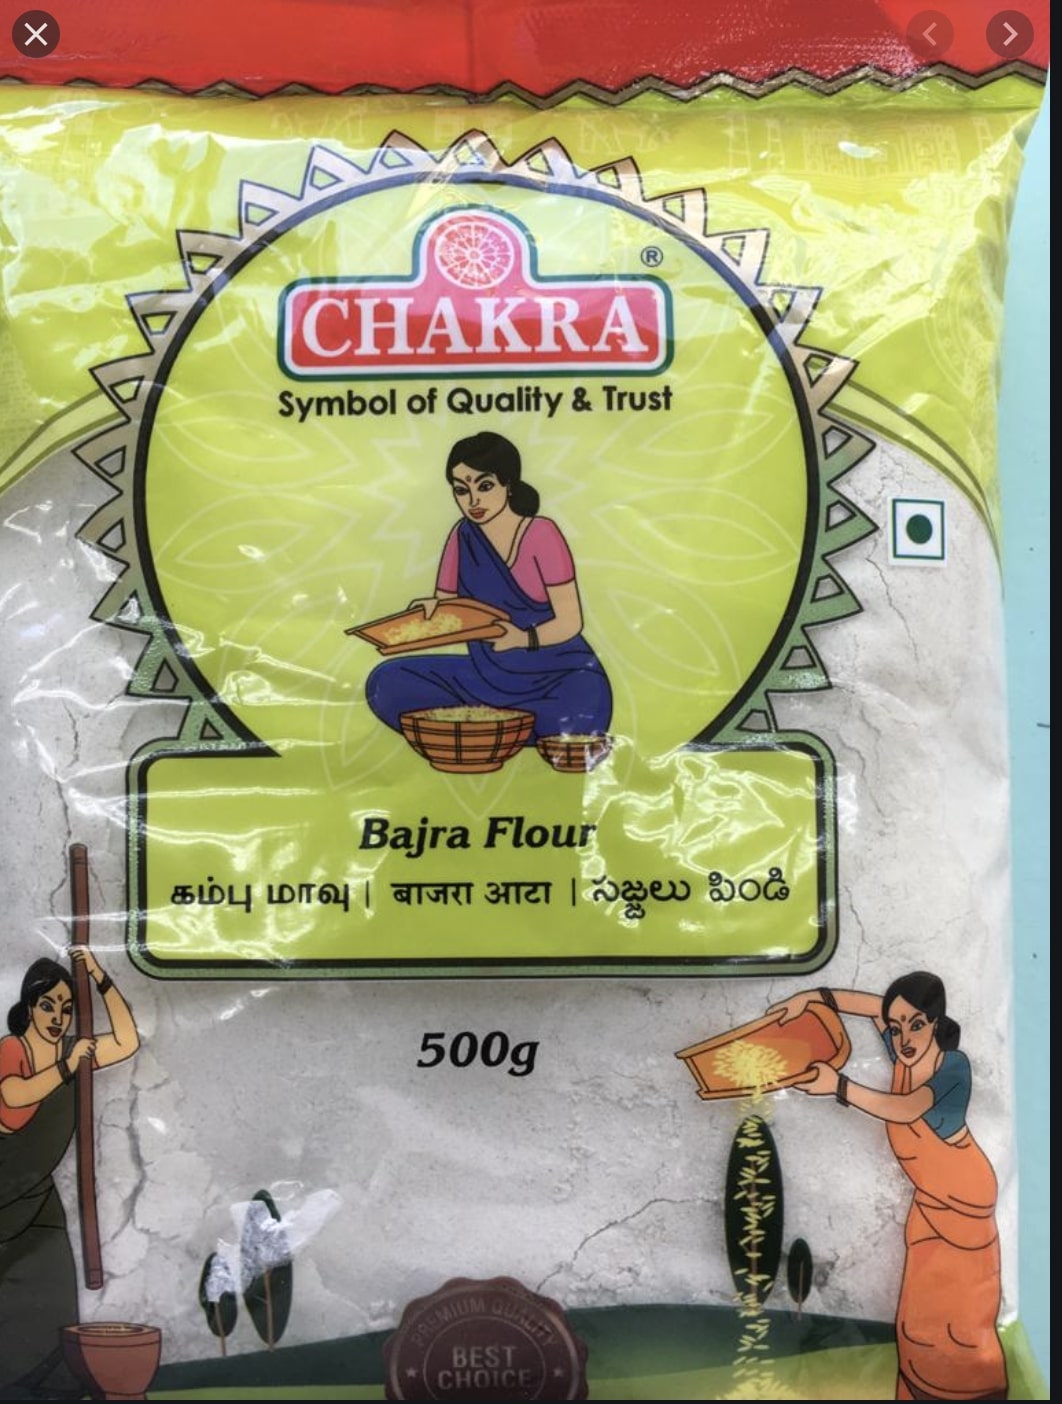 ®
CHAKRA
Symbol of Quality & Trust
Bajra Flour
கம்பு மாவு | बाजरा आटा | సజ్జలు పిండి
500g
PREMIUM QUALITY
BEST
CHOICE